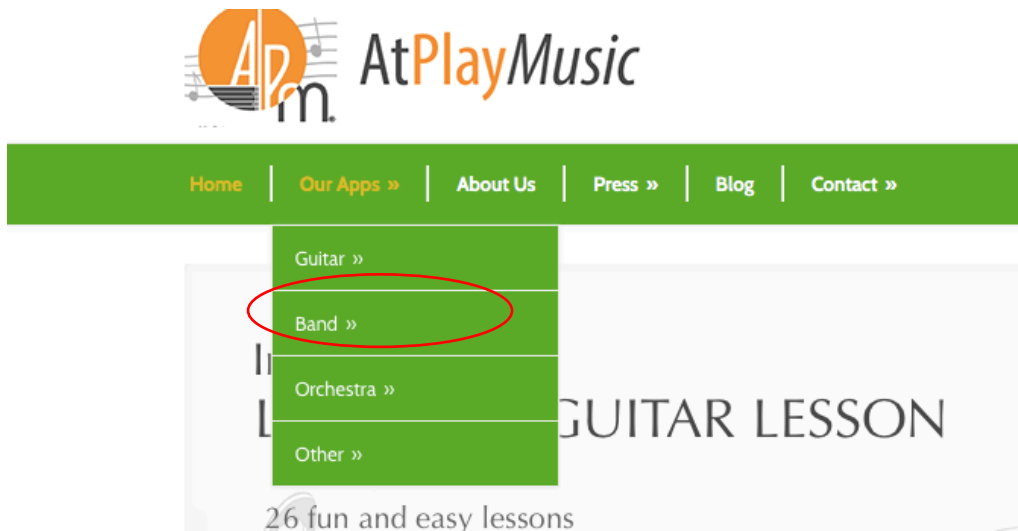 APm.
AtPlayMusic
Home
Our Apps »
About Us
Press »
Blog
Contact »
Guitar »
Band »
Orchestra »
Other »
GUITAR LESSON
26 fun and easy lessons